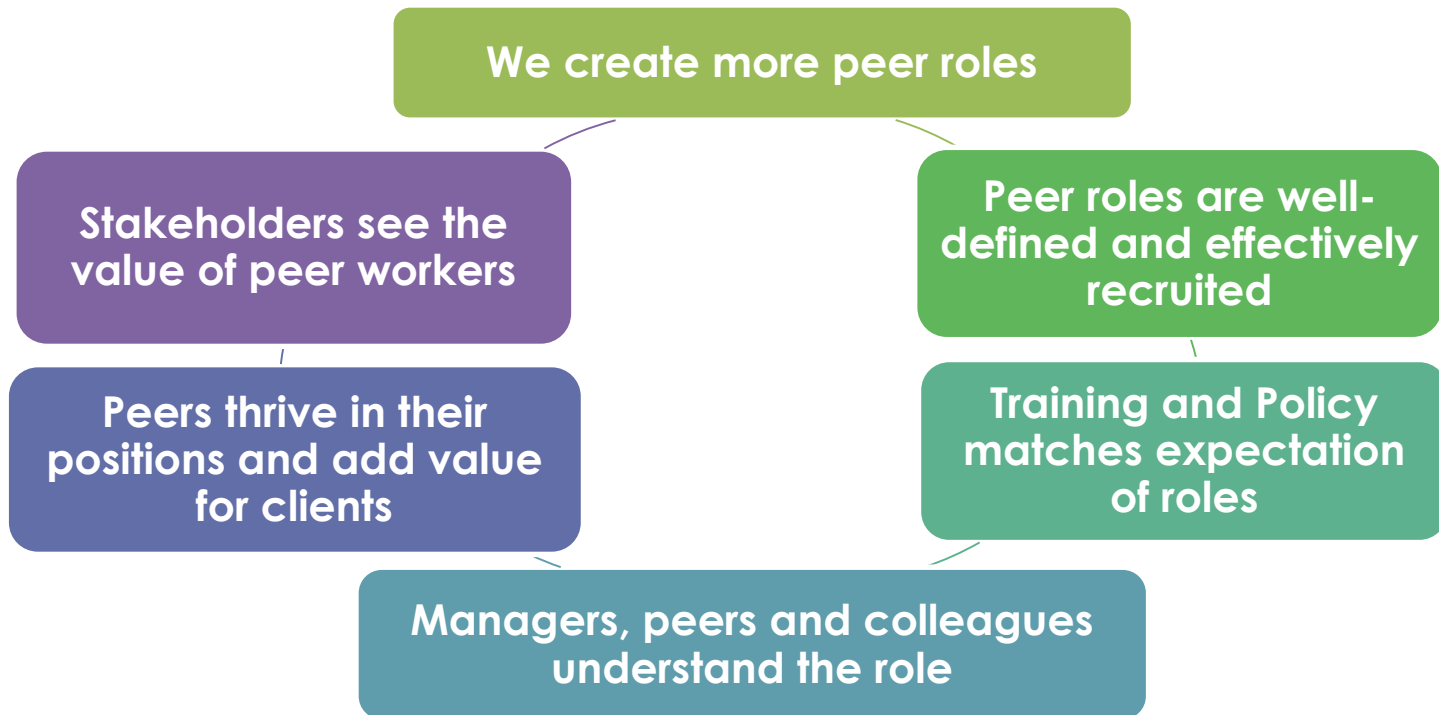 We create more peer roles
Peer roles are well-
defined and effectively
recruited
Training and Policy
matches expectation
of roles
Managers, peers and colleagues
understand the role
Peers thrive in their
positions and add value
for clients
Stakeholders see the
value of peer workers